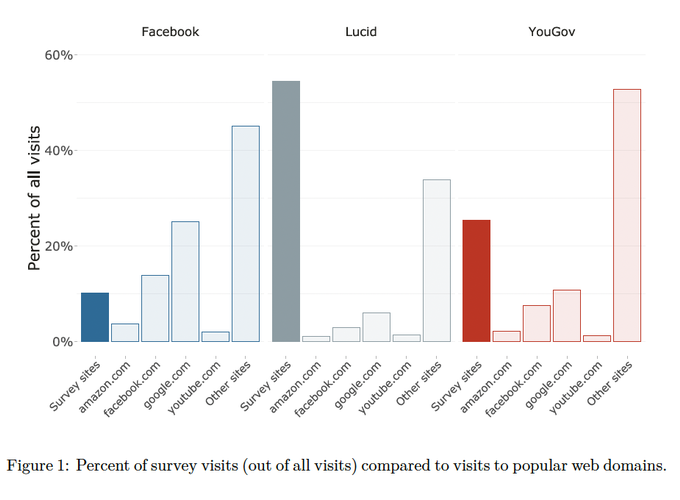 Facebook Lucid YouGov
60%
40%
20%
0%
Percent of all visits
Survey sites amazon.com facebook.com google.com youtube.com Other sites
Survey sites amazon.com facebook.com google.com youtube.com Other sites
Survey sites amazon.com facebook.com google.com youtube.com Other sites
Figure 1: Percent of survey visits (out of all visits) compared to visits to popular web domains.